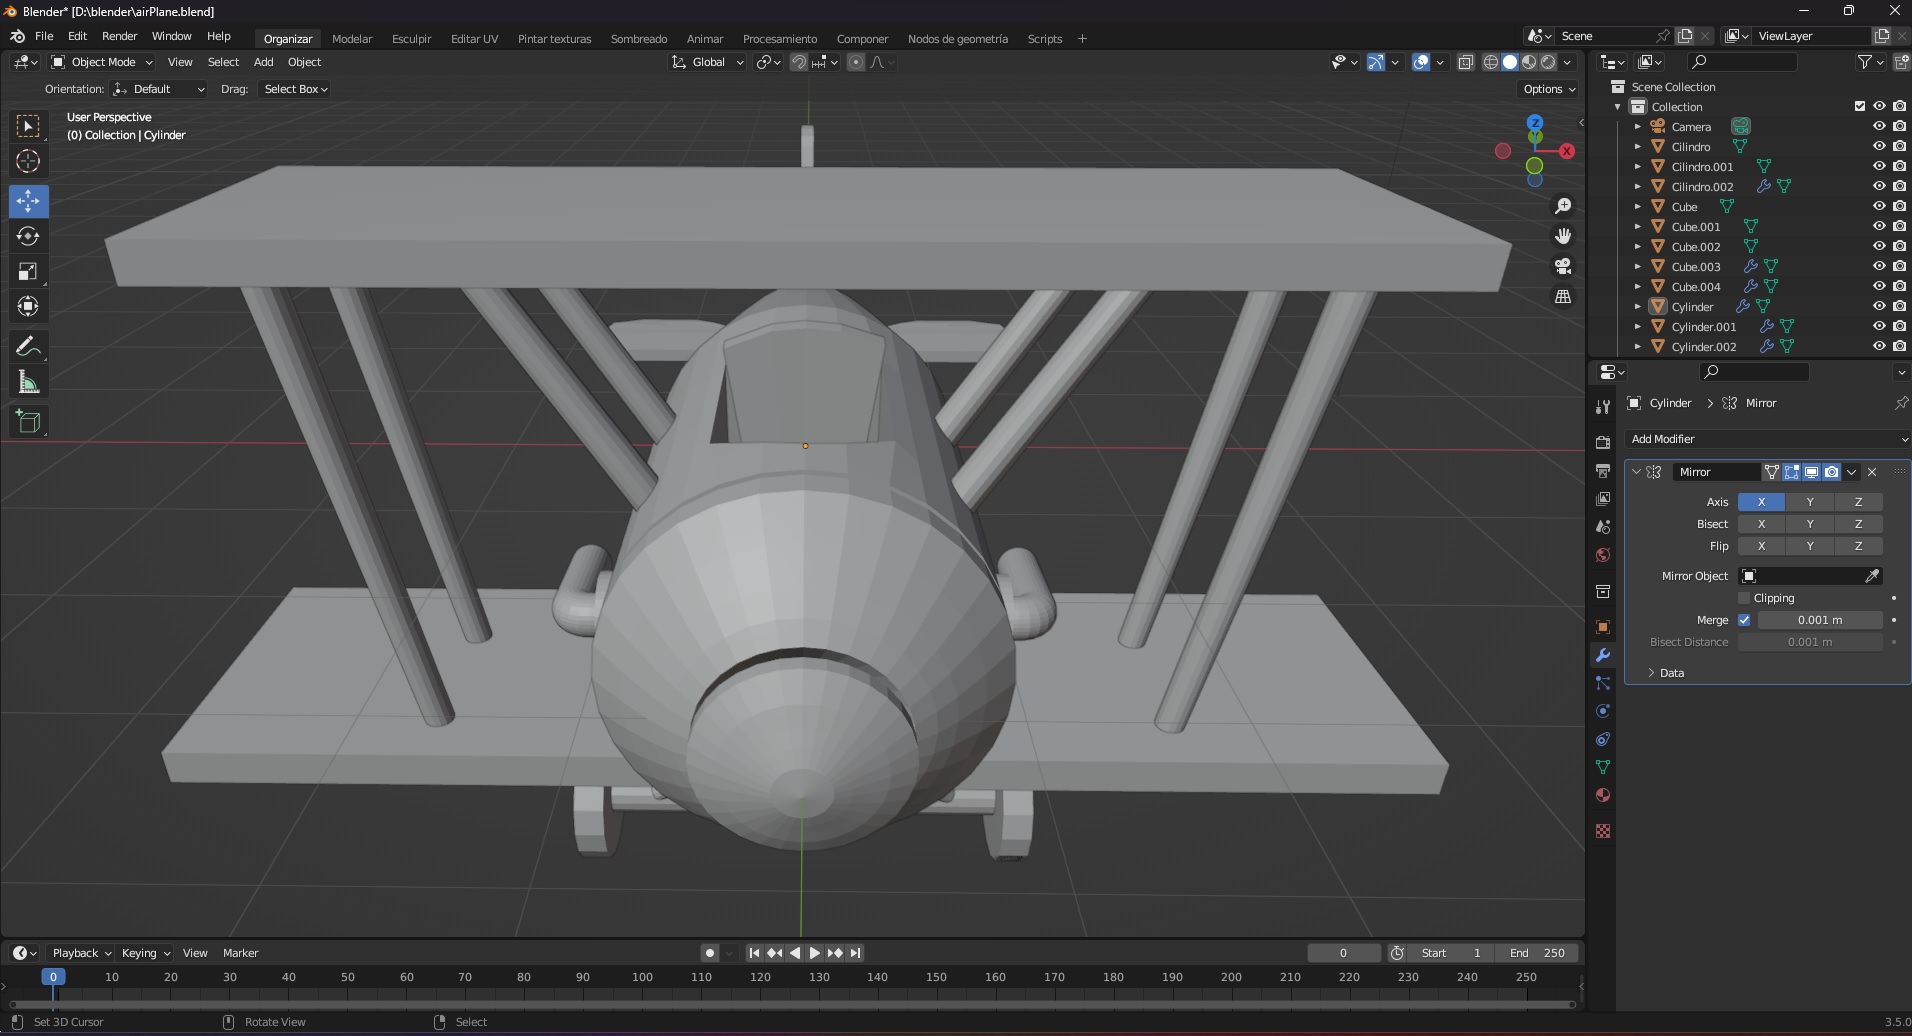 Blender* [D:\blender\airPlane.blend]
File Edit Render Window Help Organizar Modelar Esculpir Editar UV Pintar texturas Sombreado Animar Procesamiento Componer Nodos de geometría Scripts + Scene ViewLayer
Object Mode View Select Add Object Global
Orientation: Default Drag: Select Box Options
User Perspective
(0) Collection | Cylinder
Z
X
Scene Collection
Collection
Camera
Cilindro
Cilindro.001
Cilindro.002
Cube
Cube.001
Cube.002
Cube.003
Cube.004
Cylinder
Cylinder.001
Cylinder.002
Cylinder > Mirror
Add Modifier
Mirror
Axis X Y Z
Bisect X Y Z
Flip X Y Z
Mirror Object
Clipping
Merge 0.001 m
Bisect Distance 0.001 m
Data
Playback Keying View Marker 0 Start 1 End 250
0 10 20 30 40 50 60 70 80 90 100 110 120 130 140 150 160 170 180 190 200 210 220 230 240 250
Set 3D Cursor Rotate View Select 3.5.0